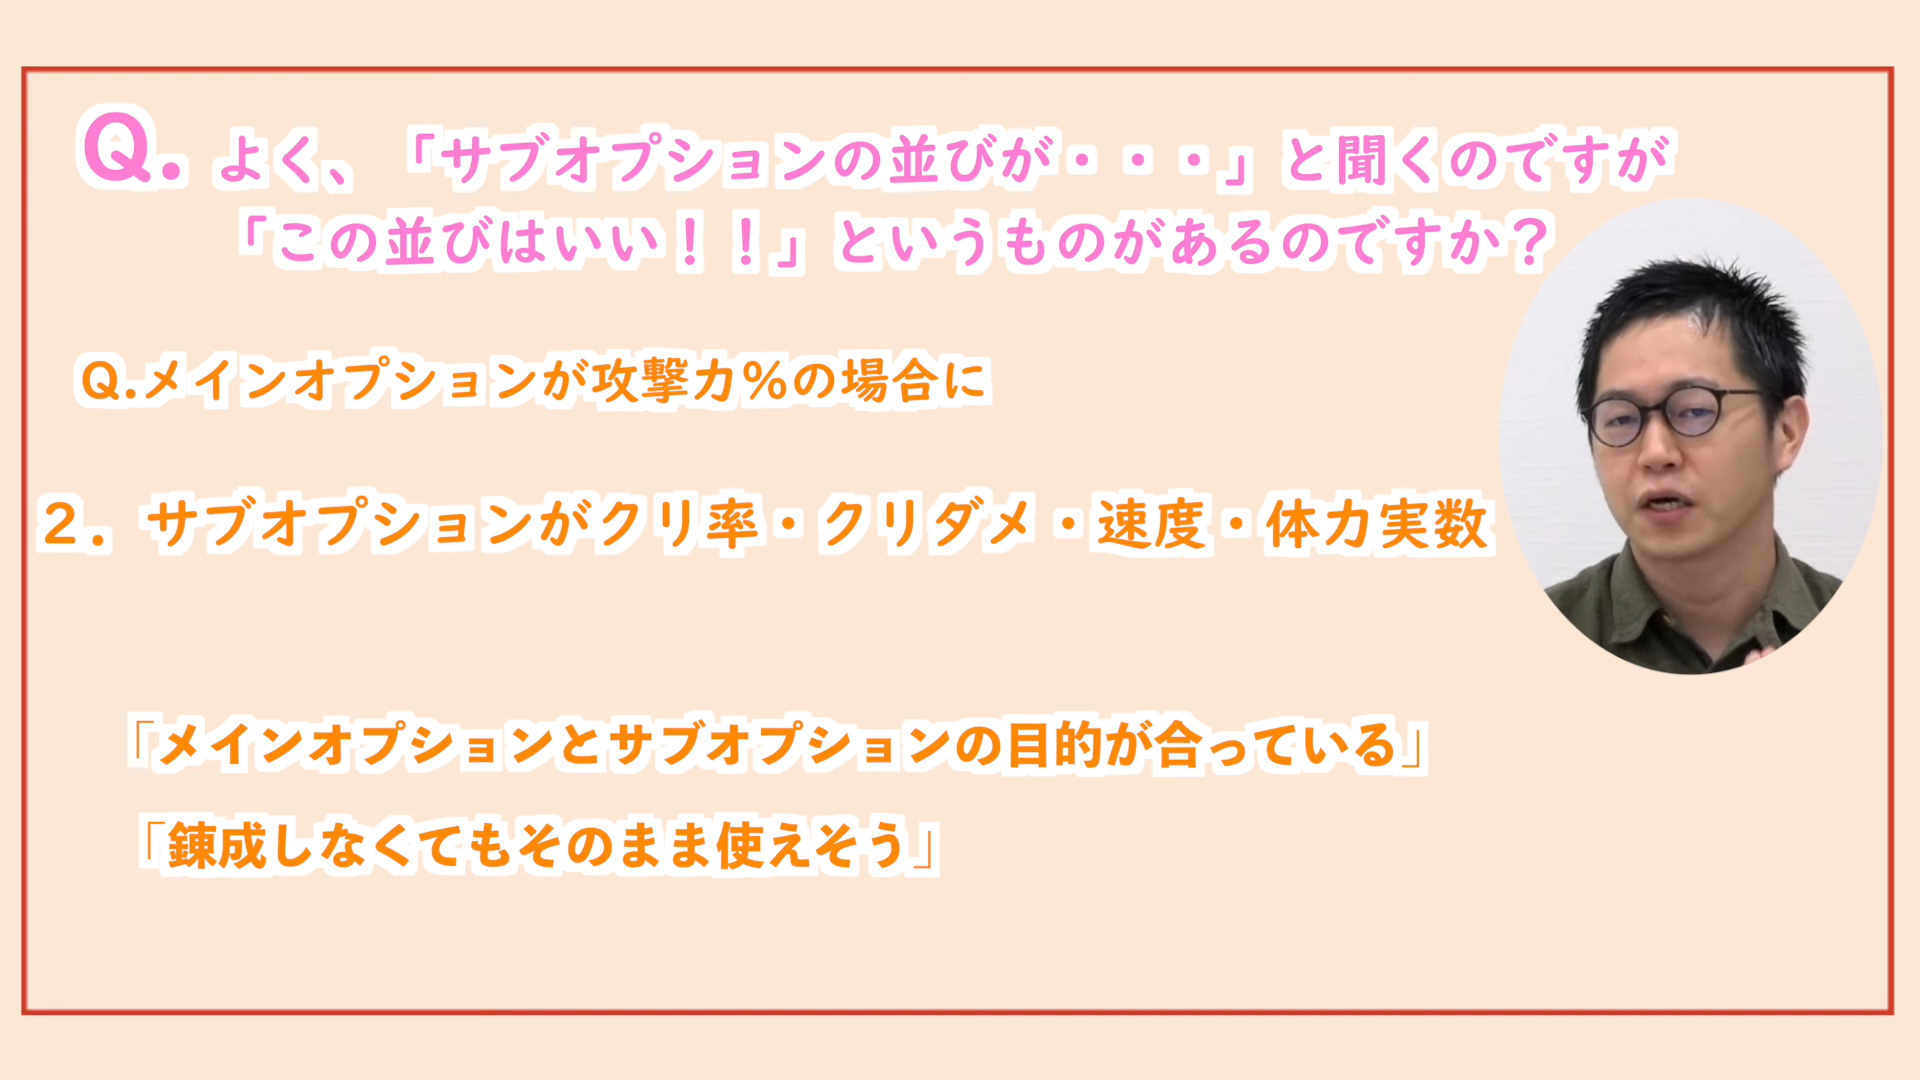 Q. よく、「サブオプションの並びが・・・」と聞くのですが
「この並びはいい！！」というものがあるのですか？
Q.メインオプションが攻撃力％の場合に
２．サブオプションがクリ率・クリダメ・速度・体力実数
「メインオプションとサブオプションの目的が合っている」
「錬成しなくてもそのまま使えそう」